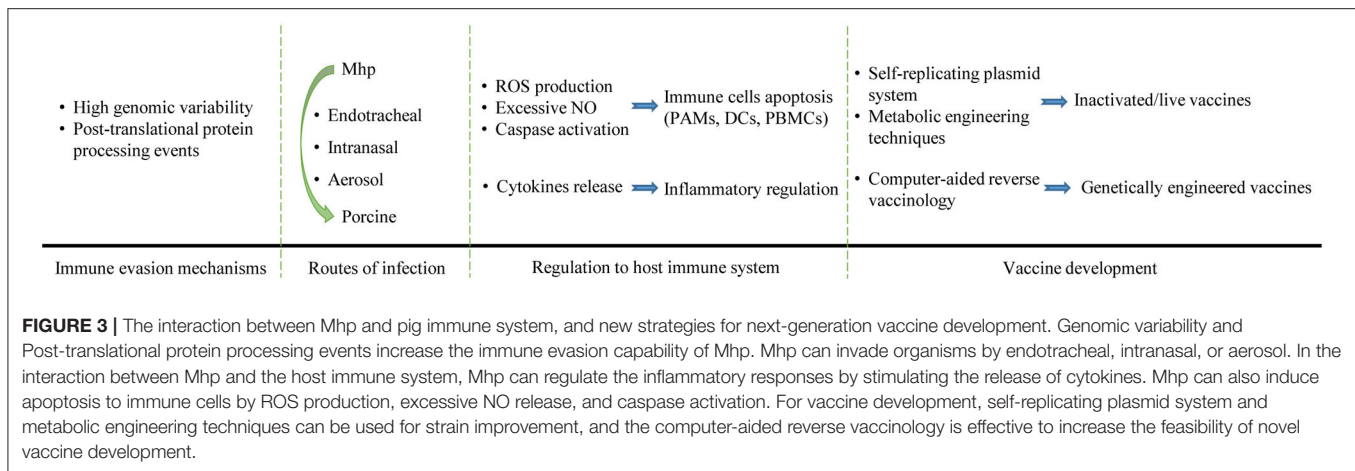 • High genomic variability
• Post-translational protein
processing events
Immune evasion mechanisms
Mhp
• Endotracheal
• Intranasal
• Aerosol
Porcine
Routes of infection
• ROS production
• Excessive NO
• Caspase activation
Immune cells apoptosis
(PAMs, DCs, PBMCs)
• Cytokines release
Inflammatory regulation
Regulation to host immune system
• Self-replicating plasmid
system
• Metabolic engineering
techniques
Inactivated/live vaccines
• Computer-aided reverse
vaccinology
Genetically engineered vaccines
Vaccine development
FIGURE 3 | The interaction between Mhp and pig immune system, and new strategies for next-generation vaccine development. Genomic variability and
Post-translational protein processing events increase the immune evasion capability of Mhp. Mhp can invade organisms by endotracheal, intranasal, or aerosol. In the
interaction between Mhp and the host immune system, Mhp can regulate the inflammatory responses by stimulating the release of cytokines. Mhp can also induce
apoptosis to immune cells by ROS production, excessive NO release, and caspase activation. For vaccine development, self-replicating plasmid system and
metabolic engineering techniques can be used for strain improvement, and the computer-aided reverse vaccinology is effective to increase the feasibility of novel
vaccine development.